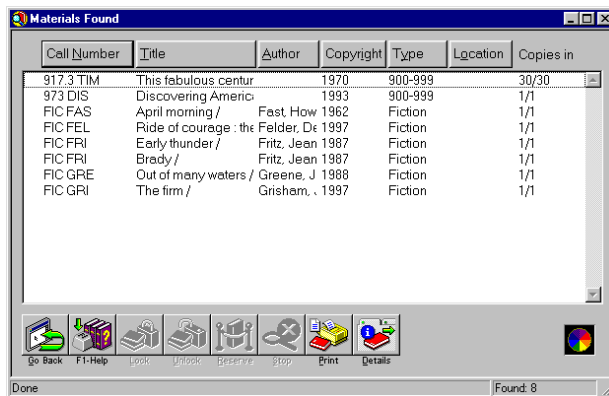 Materials Found
Call Number Title Author Copyright Type Location Copies in
917.3 TIM This fabulous centur 1970 900-999 30/30
973 DIS Discovering Americ 1993 900-999 1/1
FIC FAS April morning / Fast, How 1962 Fiction 1/1
FIC FEL Ride of courage : the Felder, De 1997 Fiction 1/1
FIC FRI Early thunder / Fritz, Jean 1987 Fiction 1/1
FIC FRI Brady / Fritz, Jean 1987 Fiction 1/1
FIC GRE Out of many waters / Greene, J 1988 Fiction 1/1
FIC GRI The firm / Grisham, . 1997 Fiction 1/1
Go Back F1-Help Lock Unlock Reserve Stop Print Details
Done Found: 8